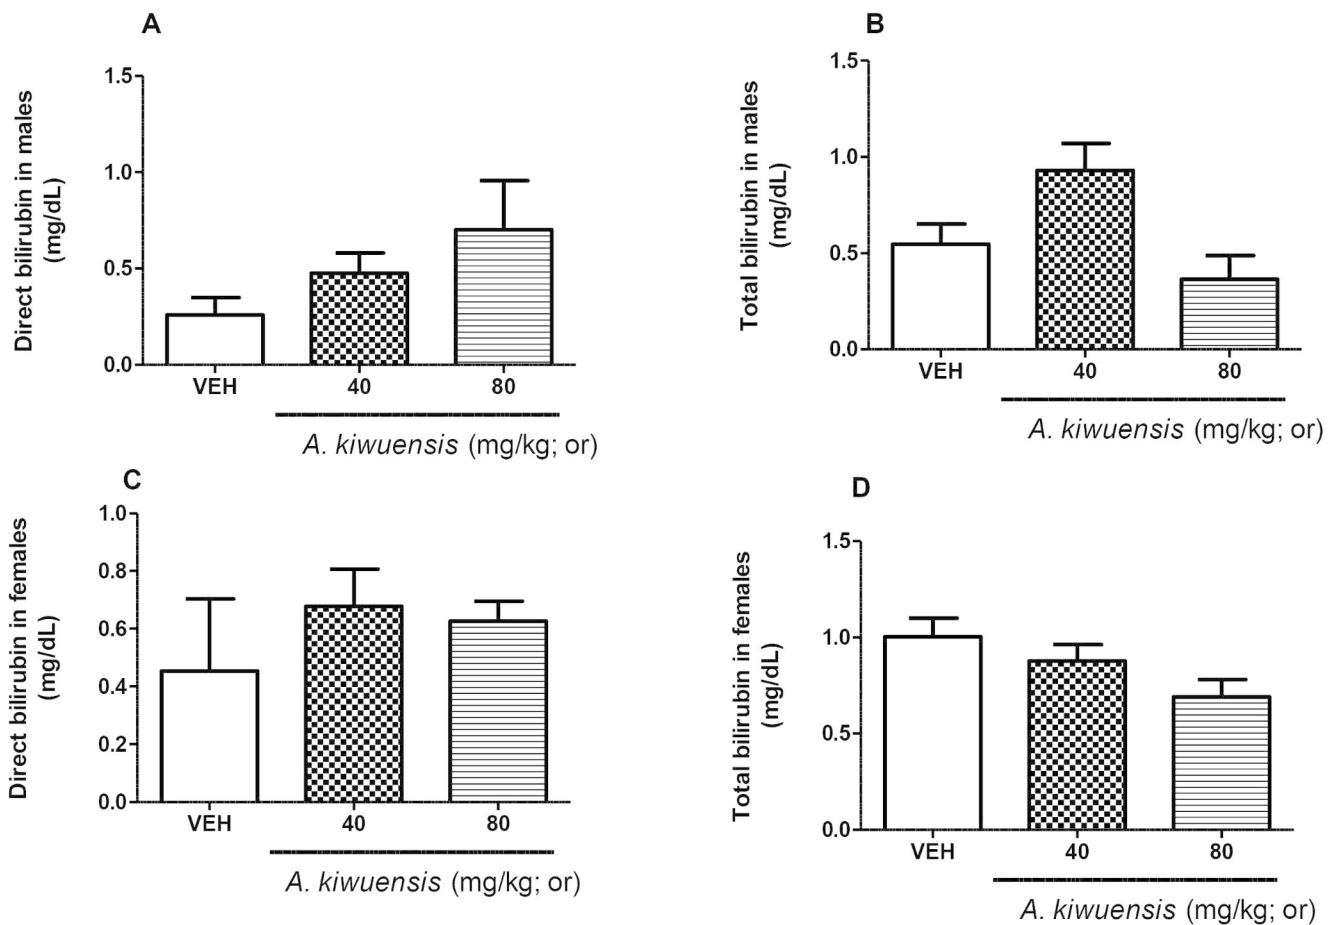 A
Direct bilirubin in males
(mg/dL)
1.5
1.0
0.5
0.0
VEH 40 80
A. kiwuensis (mg/kg; or)
B
Total bilirubin in males
(mg/dL)
1.5
1.0
0.5
0.0
VEH 40 80
A. kiwuensis (mg/kg; or)
C
Direct bilirubin in females
(mg/dL)
1.0
0.8
0.6
0.4
0.2
0.0
VEH 40 80
A. kiwuensis (mg/kg; or)
D
Total bilirubin in females
(mg/dL)
1.5
1.0
0.5
0.0
VEH 40 80
A. kiwuensis (mg/kg; or)